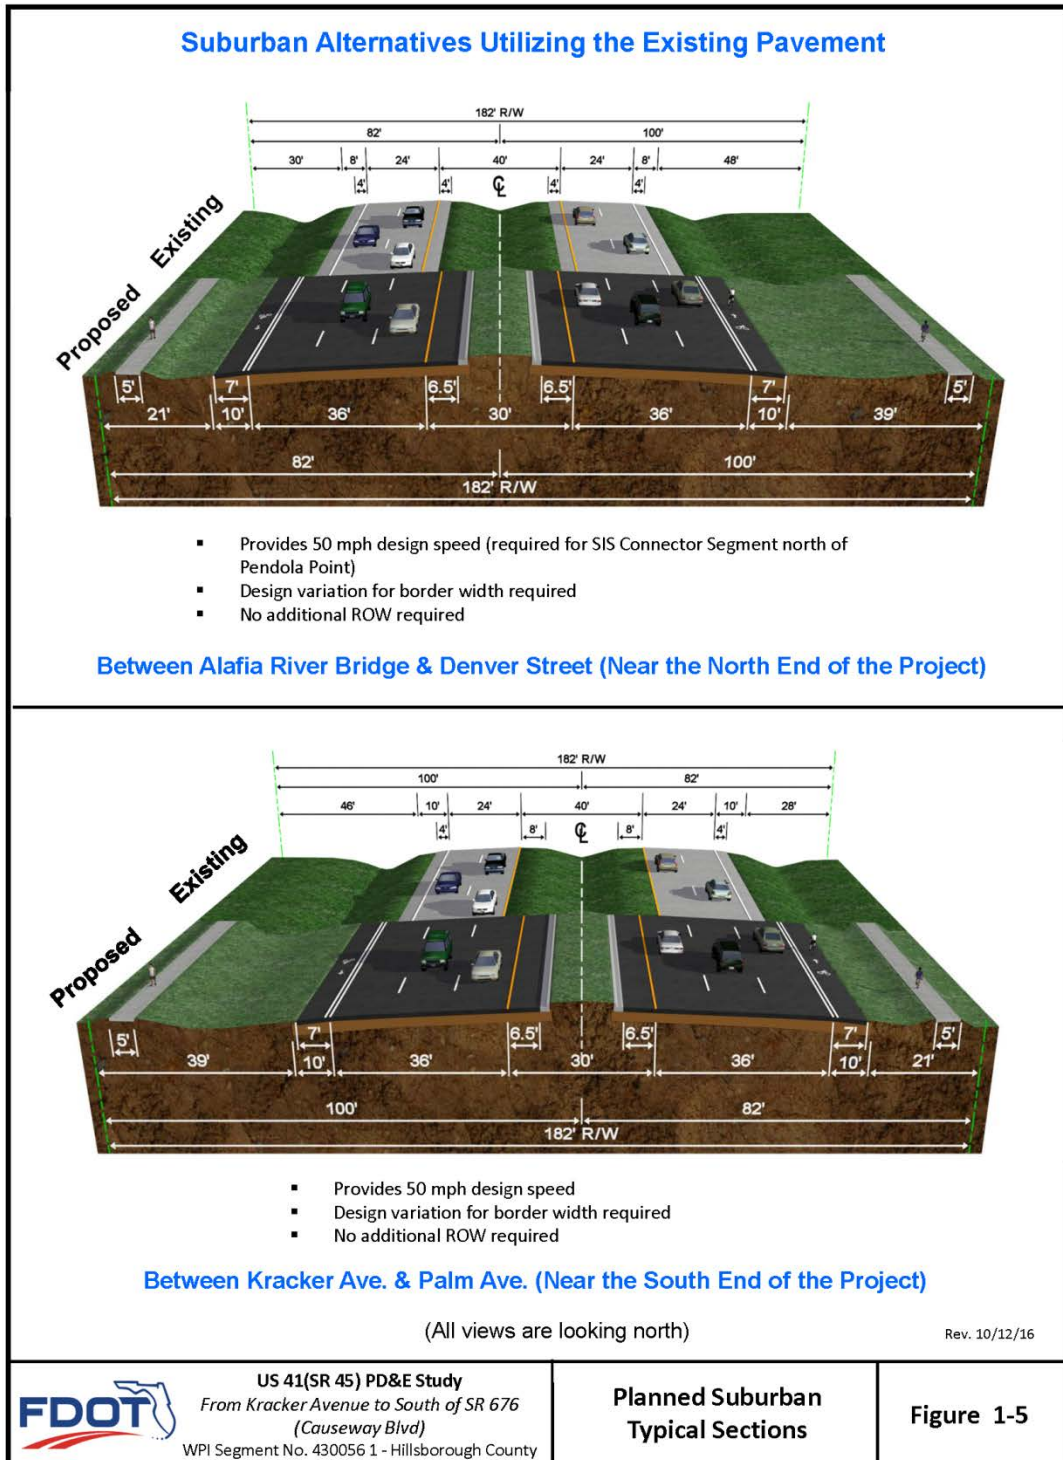 Suburban Alternatives Utilizing the Existing Pavement
182' R/W
82' 100'
30' 8' 24' 40' 24' 8' 48'
4' 4' ℄ 4' 4'
Existing
Proposed
5' 7' 6.5' 6.5' 7' 5'
21' 10' 36' 30' 36' 10' 39'
82' 100'
182' R/W
▪ Provides 50 mph design speed (required for SIS Connector Segment north of
Pendola Point)
▪ Design variation for border width required
▪ No additional ROW required
Between Alafia River Bridge & Denver Street (Near the North End of the Project)
182' R/W
100' 82'
46' 10' 24' 40' 24' 10' 28'
4' 8' ℄ 8' 4'
Existing
Proposed
5' 7' 6.5' 6.5' 7' 5'
39' 10' 36' 30' 36' 10' 21'
100' 82'
182' R/W
▪ Provides 50 mph design speed
▪ Design variation for border width required
▪ No additional ROW required
Between Kracker Ave. & Palm Ave. (Near the South End of the Project)
(All views are looking north)
Rev. 10/12/16
FDOT
US 41(SR 45) PD&E Study
From Kracker Avenue to South of SR 676
(Causeway Blvd)
WPI Segment No. 430056 1 - Hillsborough County
Planned Suburban
Typical Sections
Figure 1-5